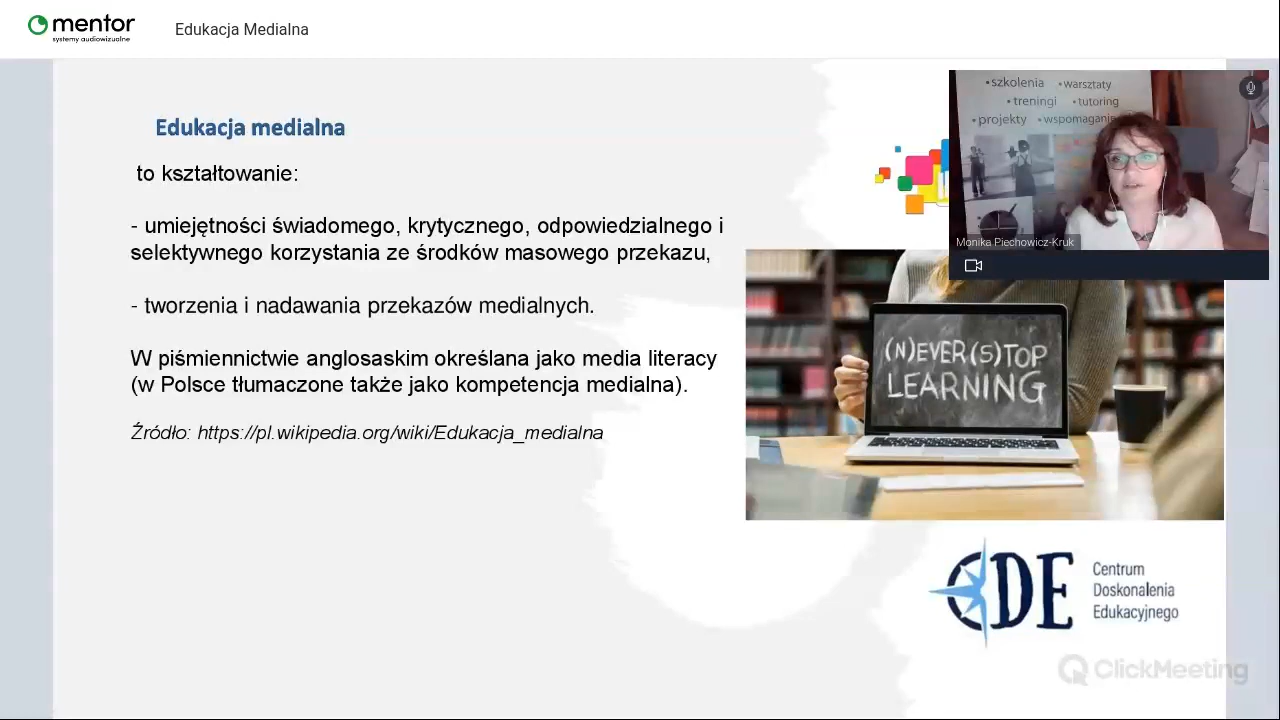 mentor
systemy audiowizualne
Edukacja Medialna
Edukacja medialna
to kształtowanie:
- umiejętności świadomego, krytycznego, odpowiedzialnego i
selektywnego korzystania ze środków masowego przekazu,
- tworzenia i nadawania przekazów medialnych.
W piśmiennictwie anglosaskim określana jako media literacy
(w Polsce tłumaczone także jako kompetencja medialna).
Źródło: https://pl.wikipedia.org/wiki/Edukacja_medialna
•szkolenia •warsztaty
•treningi •tutoring
•projekty •wspomaganie
Monika Piechowicz-Kruk
(N)EVER(S)TOP
LEARNING
CDE
Centrum
Doskonalenia
Edukacyjnego
ClickMeeting